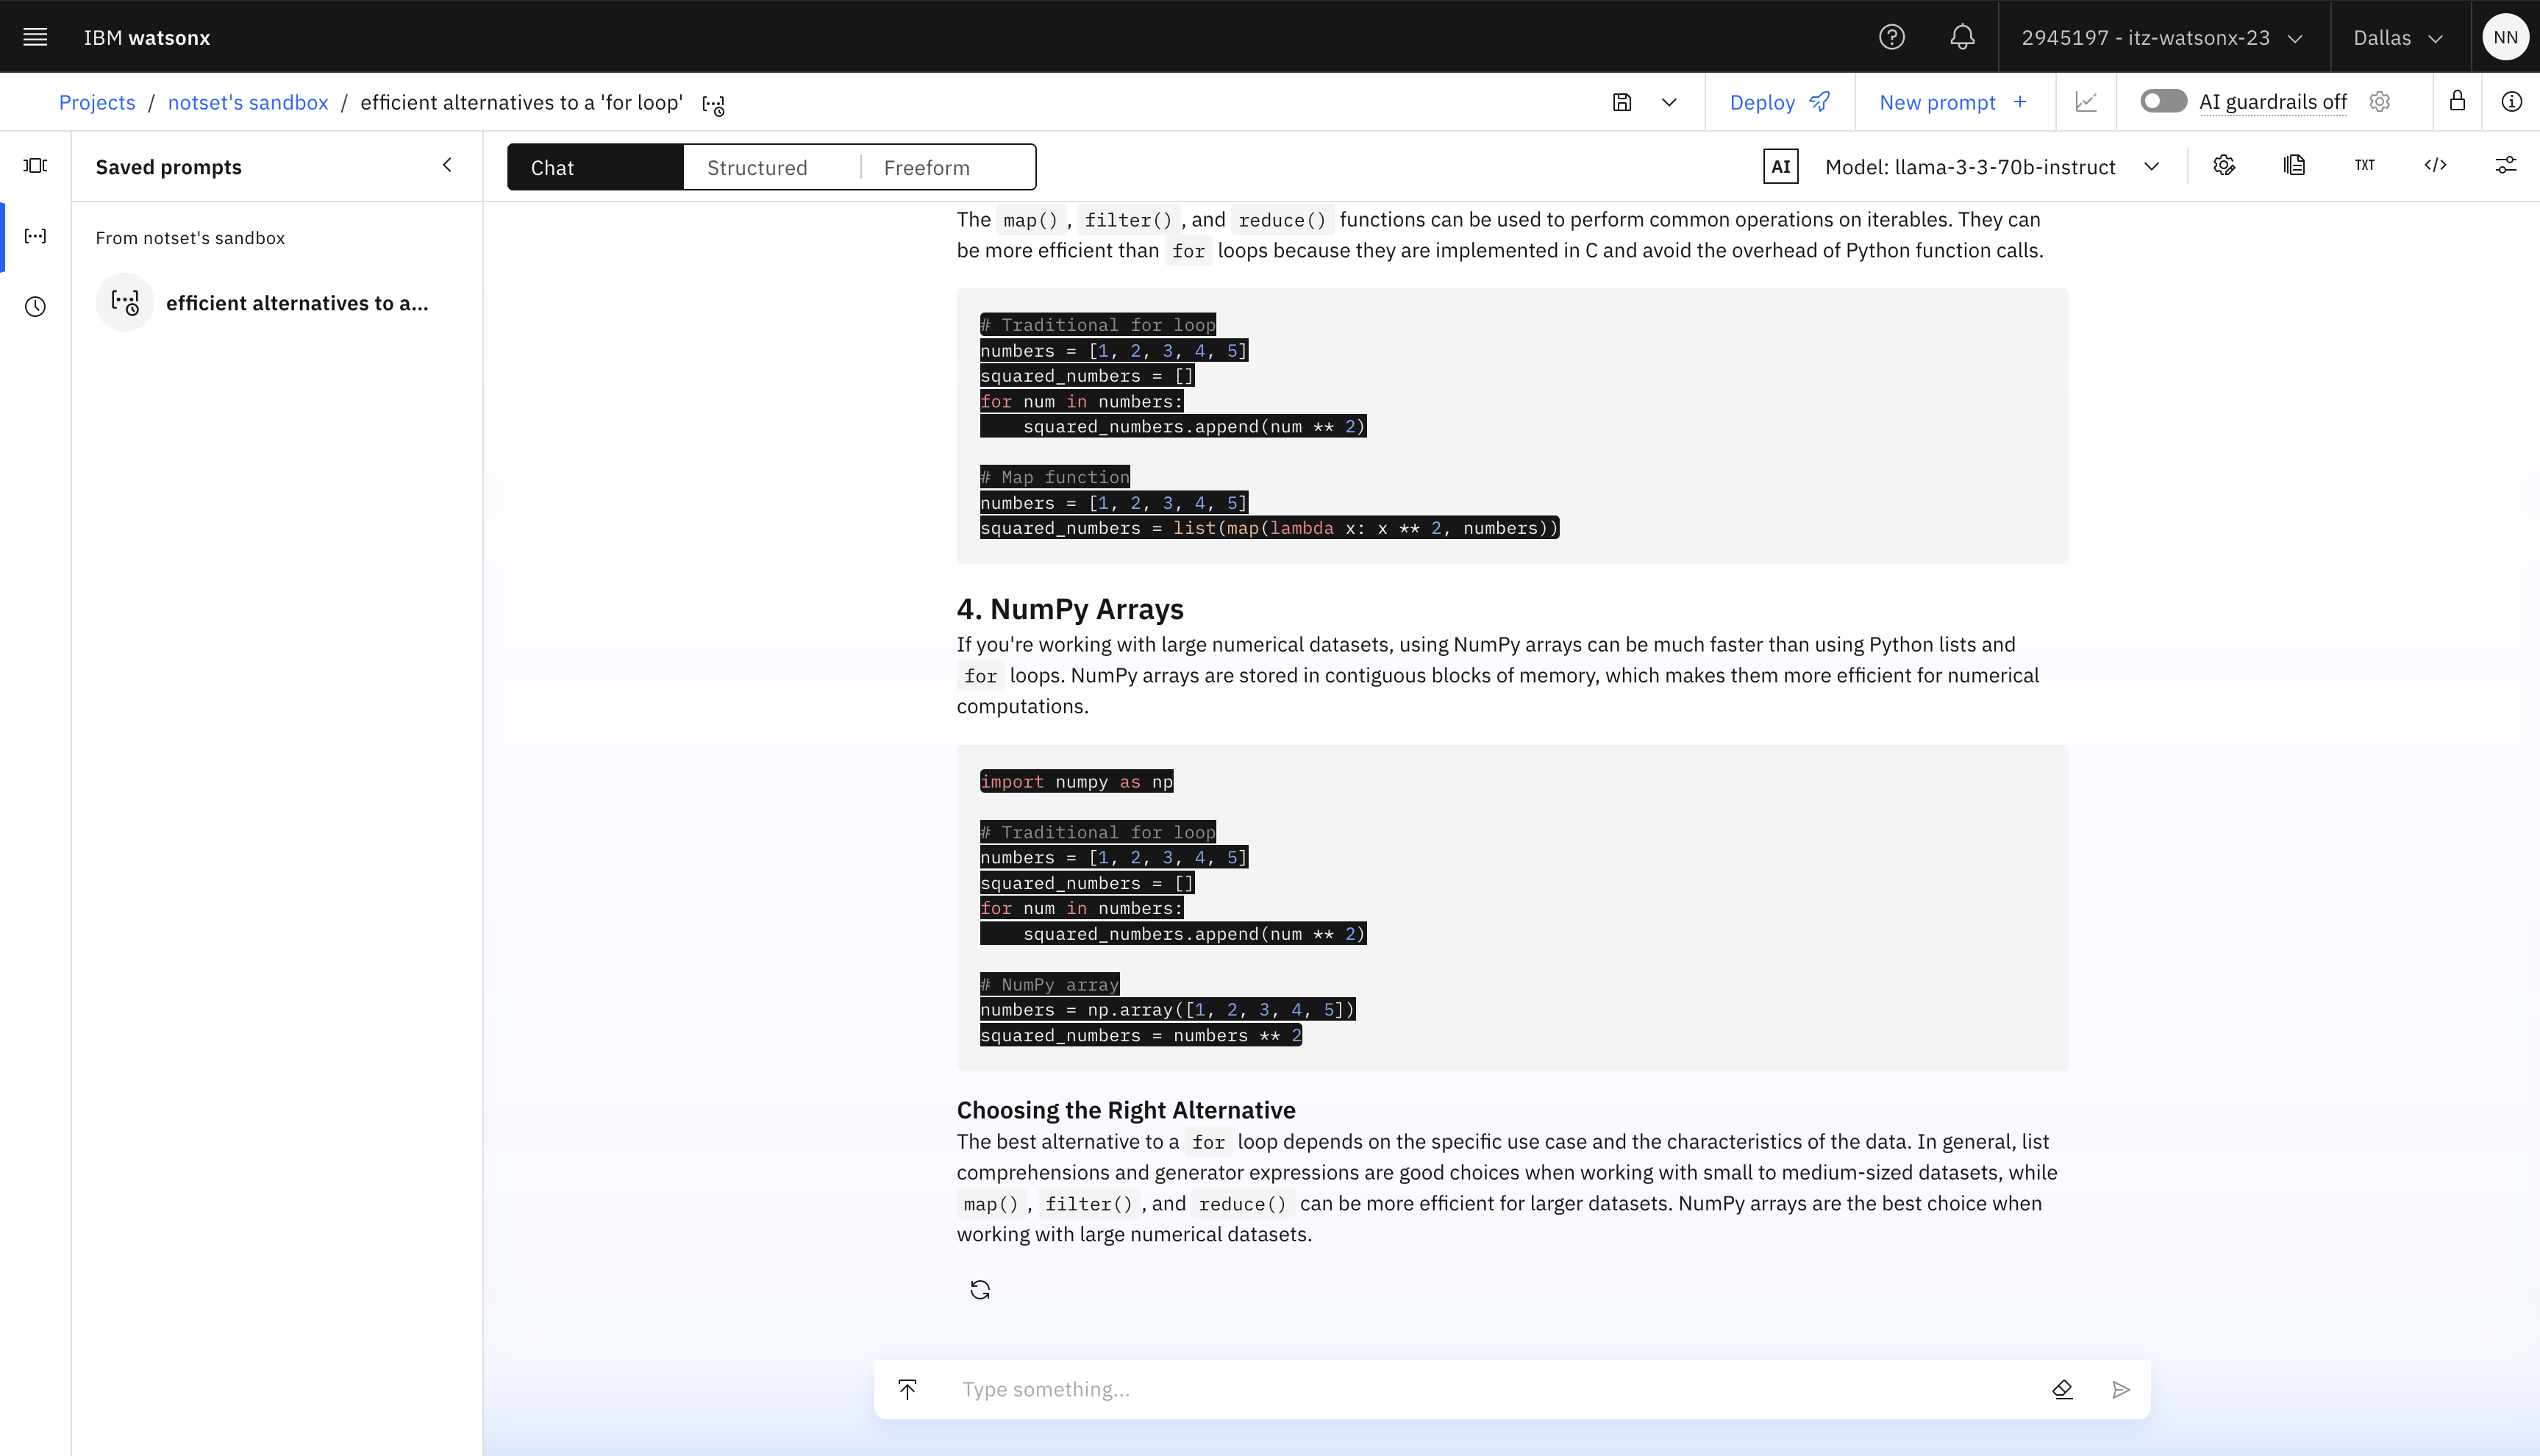 IBM watsonx
2945197 - itz-watsonx-23
Dallas
NN
Projects / notset's sandbox / efficient alternatives to a 'for loop'
Deploy
New prompt +
AI guardrails off
Saved prompts
Chat
Structured
Freeform
AI
Model: llama-3-3-70b-instruct
TXT
From notset's sandbox
efficient alternatives to a...
The map(), filter(), and reduce() functions can be used to perform common operations on iterables. They can
be more efficient than for loops because they are implemented in C and avoid the overhead of Python function calls.
# Traditional for loop
numbers = [1, 2, 3, 4, 5]
squared_numbers = []
for num in numbers:
    squared_numbers.append(num ** 2)
# Map function
numbers = [1, 2, 3, 4, 5]
squared_numbers = list(map(lambda x: x ** 2, numbers))
4. NumPy Arrays
If you're working with large numerical datasets, using NumPy arrays can be much faster than using Python lists and
for loops. NumPy arrays are stored in contiguous blocks of memory, which makes them more efficient for numerical
computations.
import numpy as np
# Traditional for loop
numbers = [1, 2, 3, 4, 5]
squared_numbers = []
for num in numbers:
    squared_numbers.append(num ** 2)
# NumPy array
numbers = np.array([1, 2, 3, 4, 5])
squared_numbers = numbers ** 2
Choosing the Right Alternative
The best alternative to a for loop depends on the specific use case and the characteristics of the data. In general, list
comprehensions and generator expressions are good choices when working with small to medium-sized datasets, while
map(), filter(), and reduce() can be more efficient for larger datasets. NumPy arrays are the best choice when
working with large numerical datasets.
Type something...